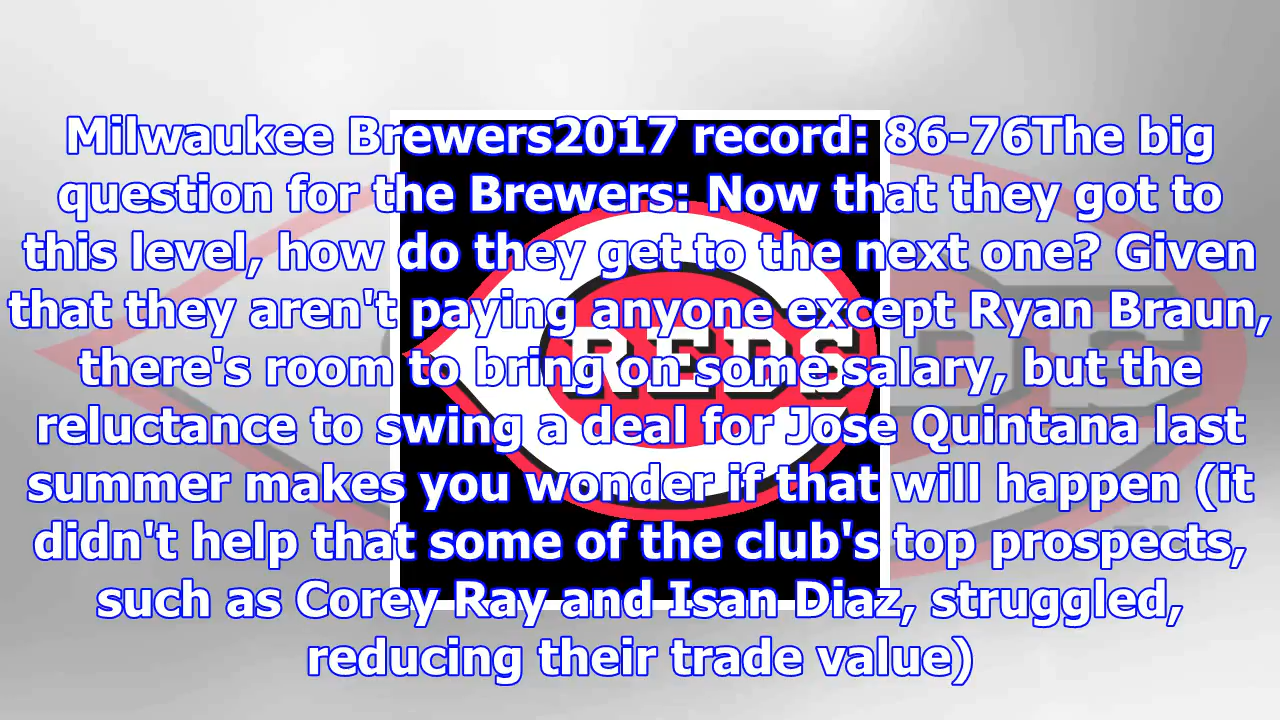 Milwaukee Brewers2017 record: 86-76The big
question for the Brewers: Now that they got to
this level, how do they get to the next one? Given
that they aren't paying anyone except Ryan Braun,
there's room to bring on some salary, but the
reluctance to swing a deal for Jose Quintana last
summer makes you wonder if that will happen (it
didn't help that some of the club's top prospects,
such as Corey Ray and Isan Diaz, struggled,
reducing their trade value)
REDS